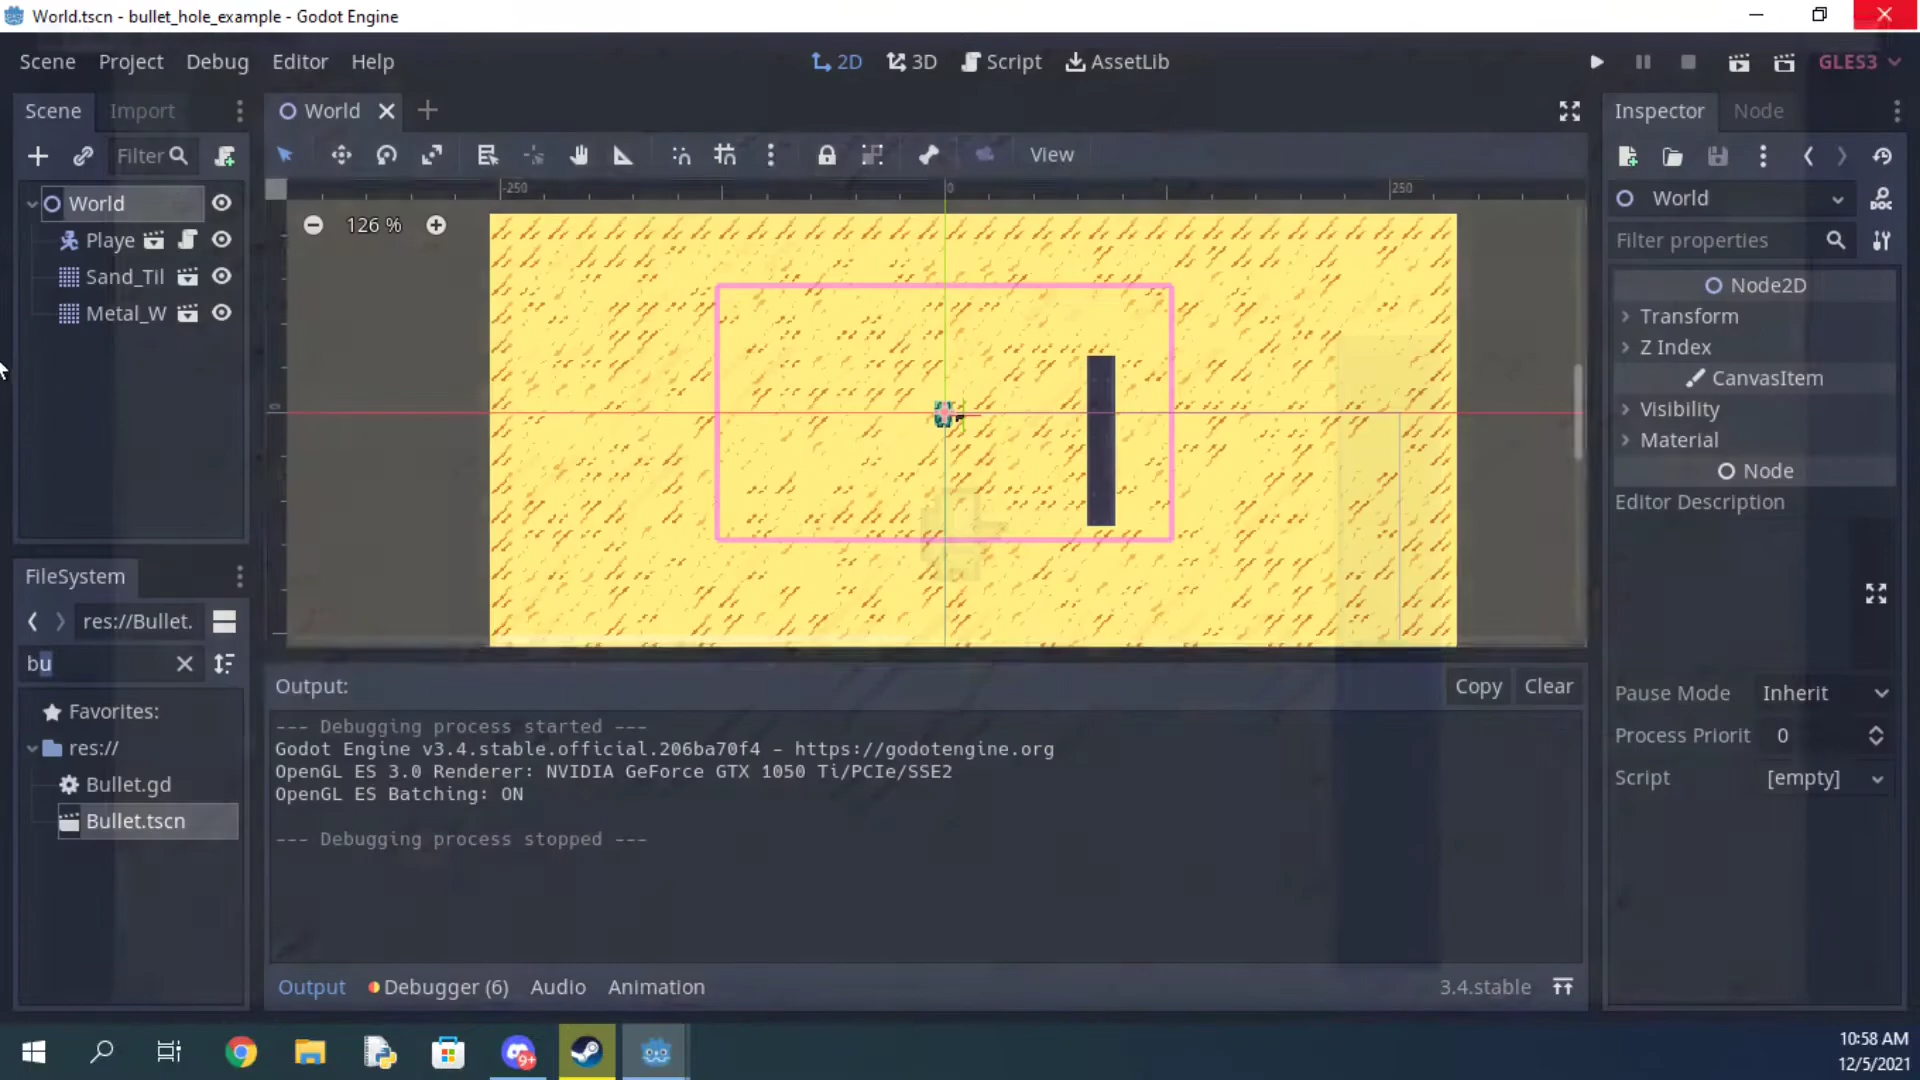 World.tscn - bullet_hole_example - Godot Engine
Scene Project Debug Editor Help
2D 3D Script AssetLib
GLES3
Scene Import
World
Inspector Node
Filter
View
-250 0 250
World
World
126 %
Playe
Filter properties
Sand_Til
Metal_W
Node2D
Transform
Z Index
CanvasItem
Visibility
0
Material
Node
Editor Description
FileSystem
res://Bullet.
bu
Output:
Copy Clear
Pause Mode Inherit
Favorites:
--- Debugging process started ---
Process Priorit 0
res://
Godot Engine v3.4.stable.official.206ba70f4 - https://godotengine.org
OpenGL ES 3.0 Renderer: NVIDIA GeForce GTX 1050 Ti/PCIe/SSE2
Script [empty]
Bullet.gd
OpenGL ES Batching: ON
Bullet.tscn
--- Debugging process stopped ---
Output Debugger (6) Audio Animation
3.4.stable
9+
10:58 AM
12/5/2021